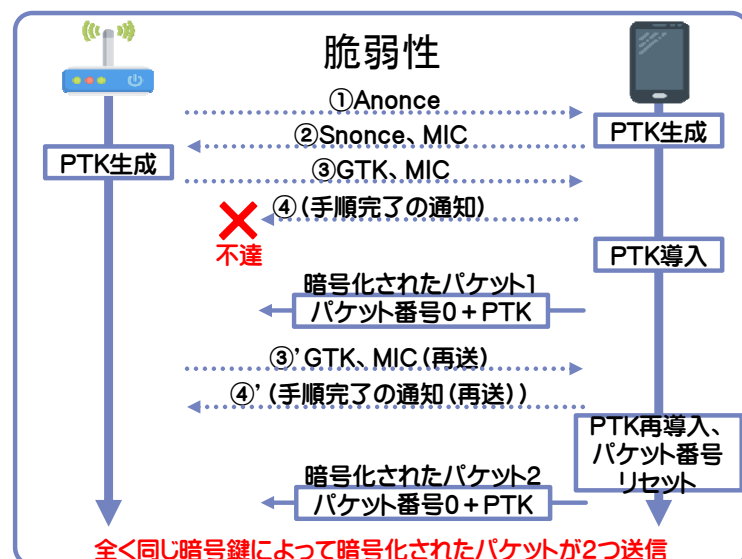 脆弱性
①Anonce
②Snonce、MIC
PTK生成
PTK生成
③GTK、MIC
④(手順完了の通知)
不達
PTK導入
暗号化されたパケット1
パケット番号0+PTK
③’GTK、MIC(再送)
④’(手順完了の通知(再送))
PTK再導入、
パケット番号
リセット
暗号化されたパケット2
パケット番号0+PTK
全く同じ暗号鍵によって暗号化されたパケットが2つ送信